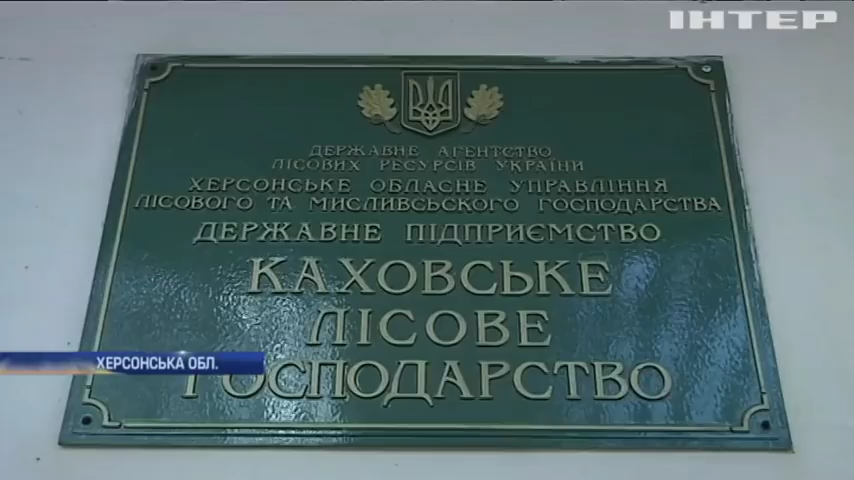 ІНТЕР
ДЕРЖАВНЕ АГЕНТСТВО
ЛІСОВИХ РЕСУРСІВ УКРАЇНИ
ХЕРСОНСЬКЕ ОБЛАСНЕ УПРАВЛІННЯ
ЛІСОВОГО ТА МИСЛИВСЬСЬКОГО ГОСПОДАРСТВА
ДЕРЖАВНЕ ПІДПРИЄМСТВО
КАХОВСЬКЕ
ЛІСОВЕ
ХЕРСОНСЬКА ОБЛ.
ГОСПОДАРСТВО